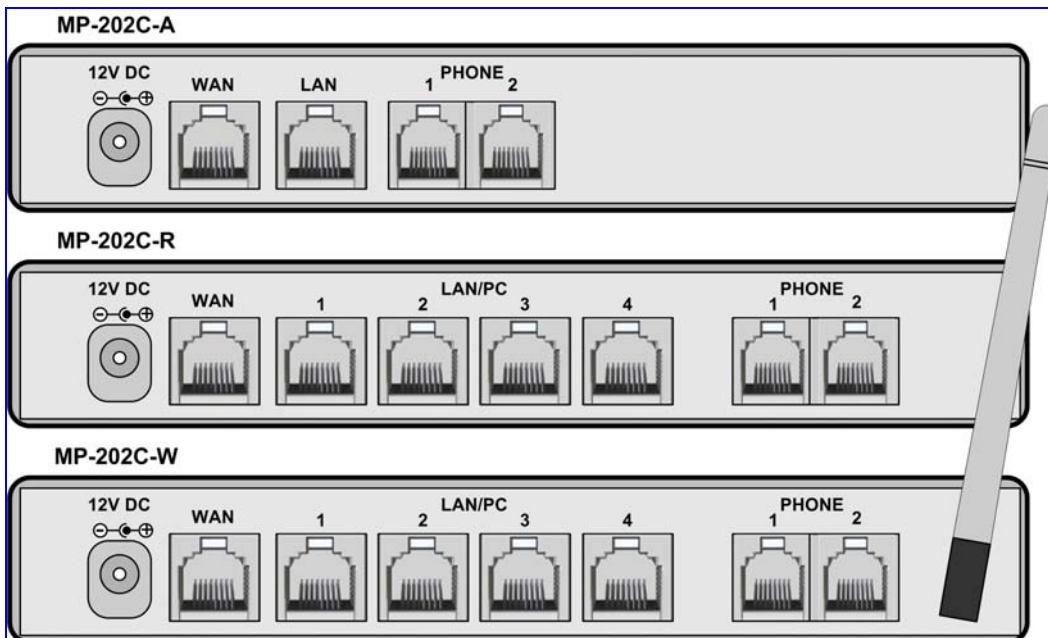 MP-202C-A
12V DC WAN LAN PHONE
1 2
MP-202C-R
12V DC WAN LAN/PC PHONE
1 2 3 4 1 2
MP-202C-W
12V DC WAN LAN/PC PHONE
1 2 3 4 1 2